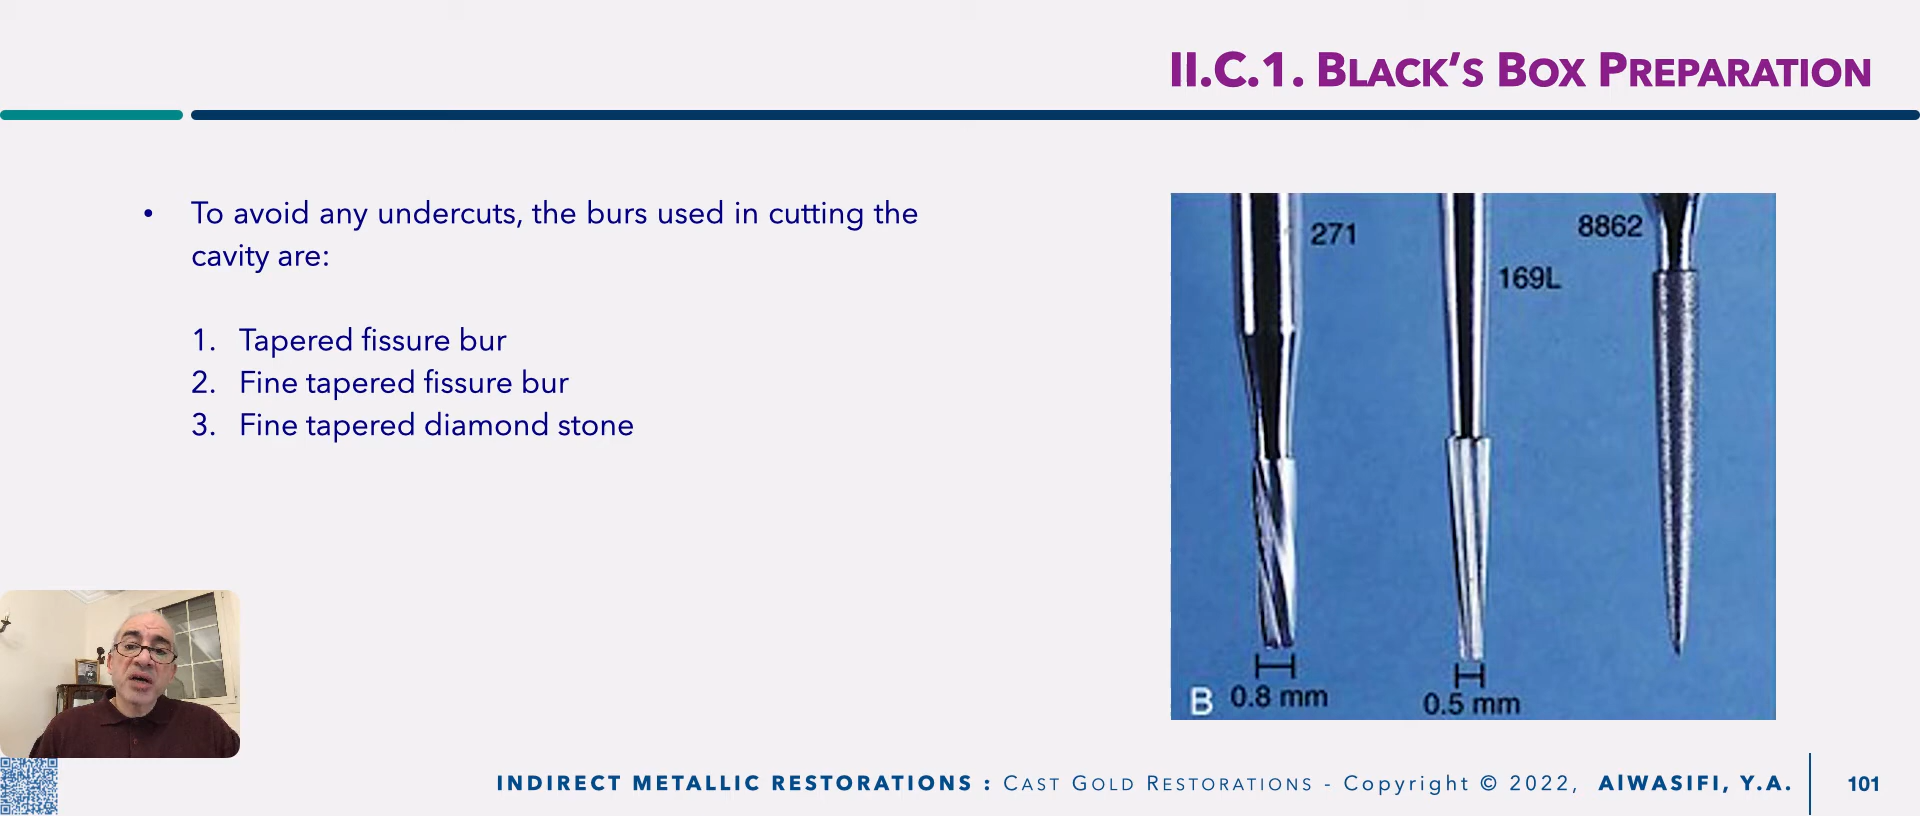 II.C.1. BLACK’S BOX PREPARATION
• To avoid any undercuts, the burs used in cutting the
cavity are:
1. Tapered fissure bur
2. Fine tapered fissure bur
3. Fine tapered diamond stone
271
8862
169L
B 0.8 mm
0.5 mm
INDIRECT METALLIC RESTORATIONS : CAST GOLD RESTORATIONS - Copyright © 2022, AlWASIFI, Y.A. 101